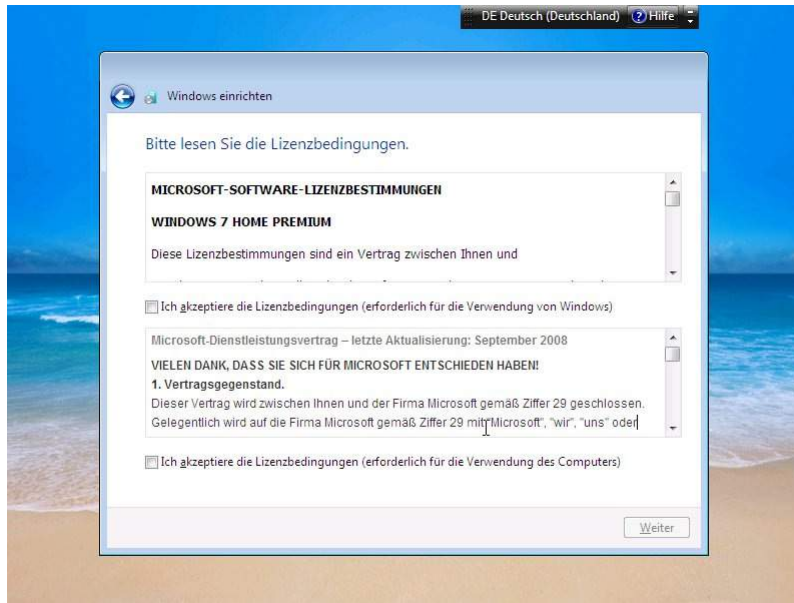 DE Deutsch (Deutschland) ? Hilfe
Windows einrichten
Bitte lesen Sie die Lizenzbedingungen.
MICROSOFT-SOFTWARE-LIZENZBESTIMMUNGEN
WINDOWS 7 HOME PREMIUM
Diese Lizenzbestimmungen sind ein Vertrag zwischen Ihnen und
Ich akzeptiere die Lizenzbedingungen (erforderlich für die Verwendung von Windows)
Microsoft-Dienstleistungsvertrag – letzte Aktualisierung: September 2008
VIELEN DANK, DASS SIE SICH FÜR MICROSOFT ENTSCHIEDEN HABEN!
1. Vertragsgegenstand.
Dieser Vertrag wird zwischen Ihnen und der Firma Microsoft gemäß Ziffer 29 geschlossen.
Gelegentlich wird auf die Firma Microsoft gemäß Ziffer 29 mit "Microsoft", "wir", "uns" oder
Ich akzeptiere die Lizenzbedingungen (erforderlich für die Verwendung des Computers)
Weiter